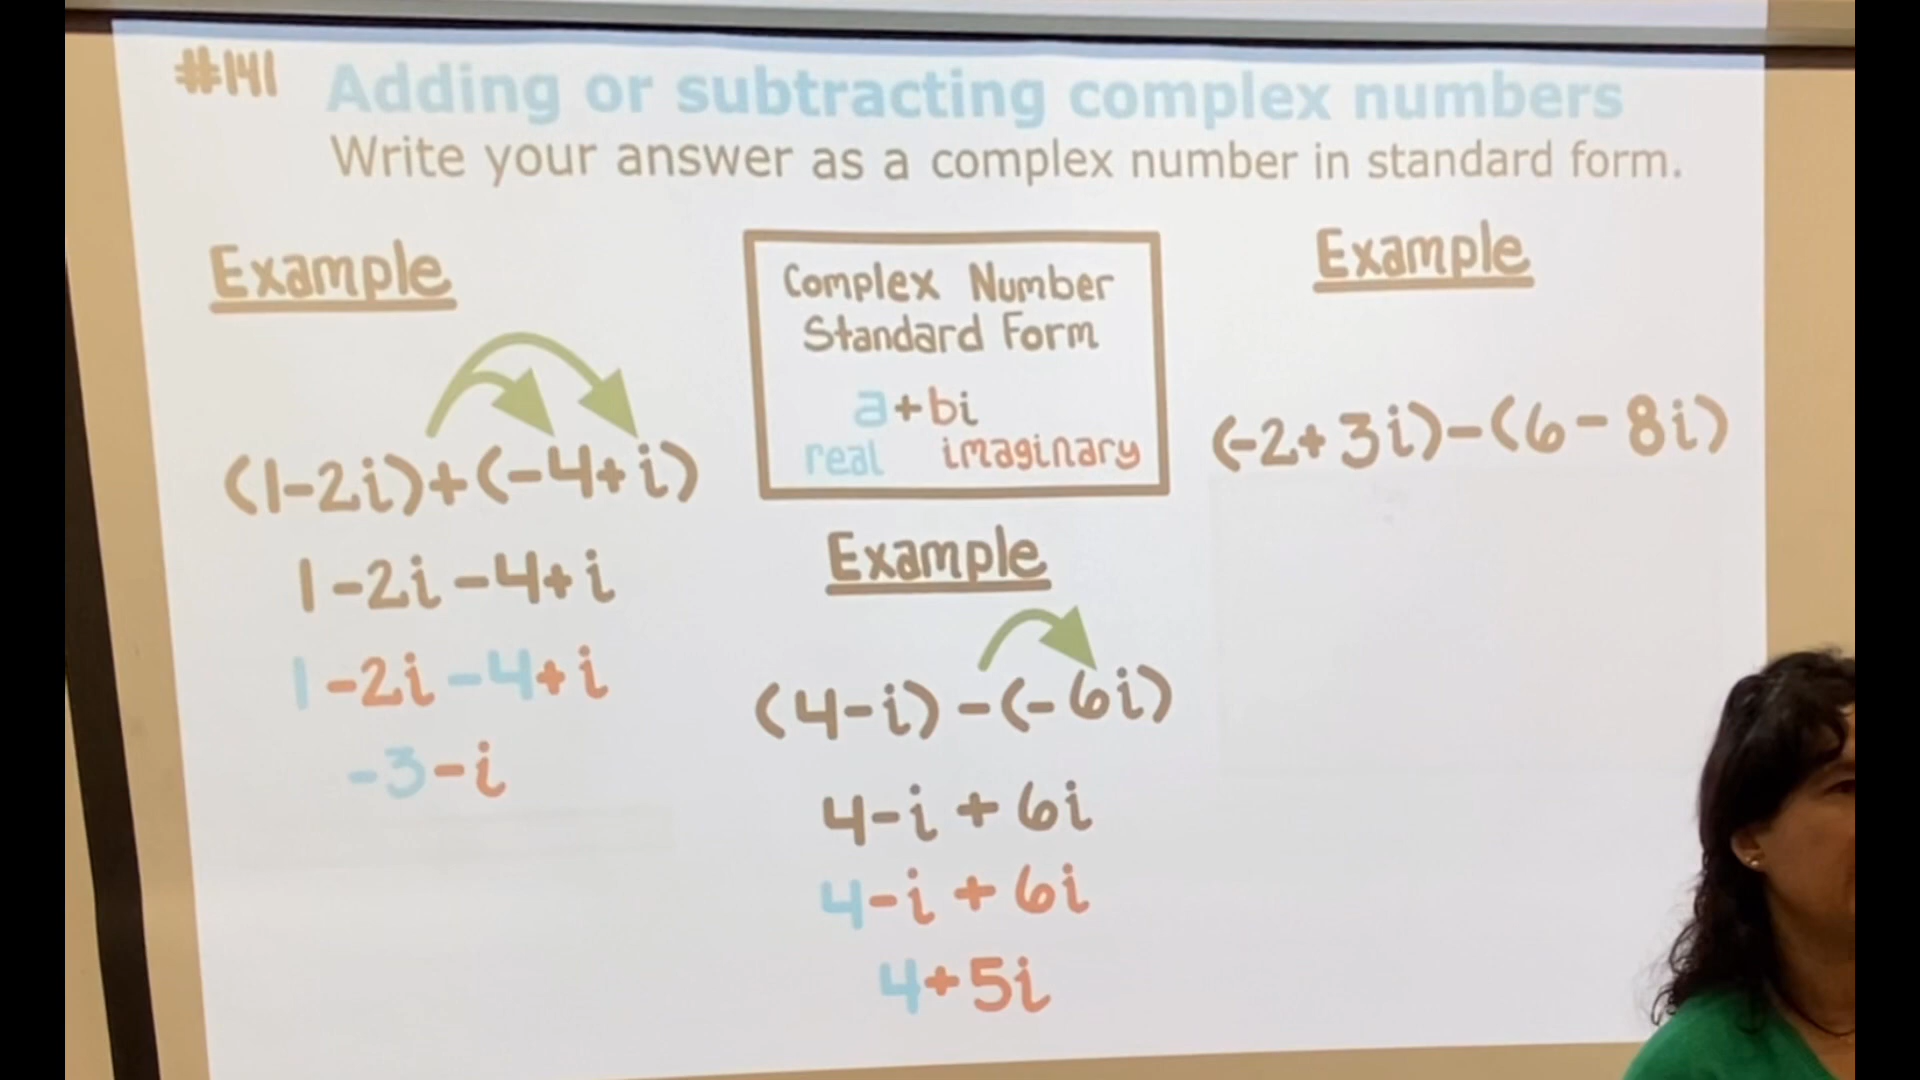 #141 Adding or subtracting complex numbers
Write your answer as a complex number in standard form.
Example
(1-2i)+(-4+i)
1-2i-4+i
1-2i-4+i
-3-i
Complex Number
Standard Form
a+bi
real imaginary
Example
(4-i)-(-6i)
4-i+6i
4-i+6i
4+5i
Example
(-2+3i)-(6-8i)